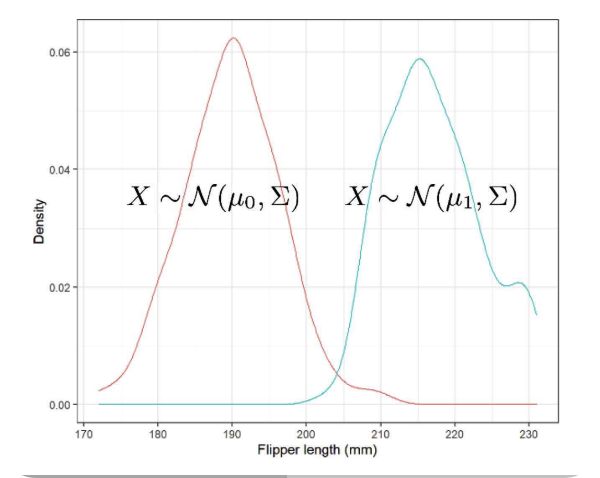 0.06
0.04
X ∼ 𝒩(μ₀, Σ) X ∼ 𝒩(μ₁, Σ)
Density
0.02
0.00
170 180 190 200 210 220 230
Flipper length (mm)